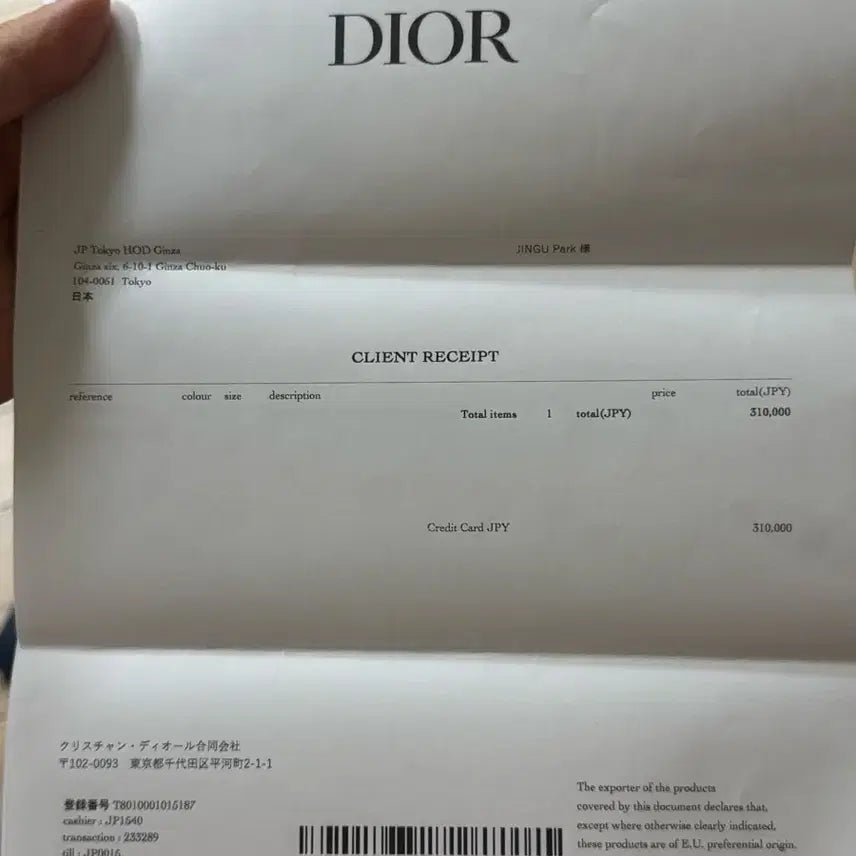 DIOR
JP Tokyo HOD Ginza
JINGU Park 様
Ginza six, 6-10-1 Ginza Chuo-ku
104-0061 Tokyo
日本
CLIENT RECEIPT
reference colour size description price total(JPY)
Total items 1 total(JPY) 310,000
Credit Card JPY 310,000
クリスチャン・ディオール合同会社
〒102-0093 東京都千代田区平河町2-1-1
登録番号 T8010001015187
cashier : JP1540
transaction : 233289
till : JP0016
The exporter of the products
covered by this document declares that,
except where otherwise clearly indicated,
these products are of E.U. preferential origin.